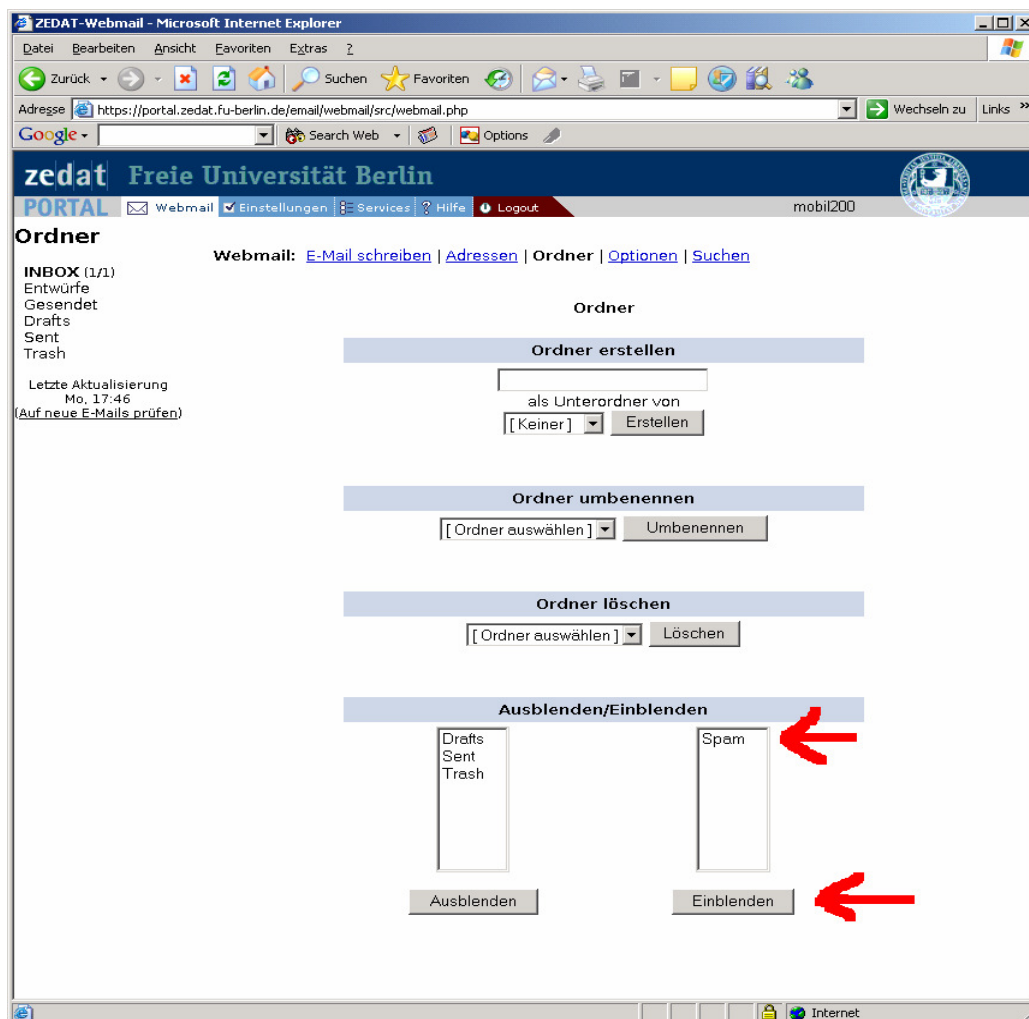 ZEDAT-Webmail - Microsoft Internet Explorer
Datei Bearbeiten Ansicht Favoriten Extras ?
Zurück Suchen Favoriten
Adresse https://portal.zedat.fu-berlin.de/email/webmail/src/webmail.php Wechseln zu Links »
Google Search Web Options
zedat Freie Universität Berlin
PORTAL Webmail Einstellungen Services ? Hilfe Logout mobil200
Ordner
Webmail: E-Mail schreiben | Adressen | Ordner | Optionen | Suchen
INBOX (1/1)
Entwürfe
Gesendet
Drafts
Sent
Trash
Letzte Aktualisierung
Mo, 17:46
(Auf neue E-Mails prüfen)
Ordner
Ordner erstellen
als Unterordner von
[ Keiner ] Erstellen
Ordner umbenennen
[ Ordner auswählen ] Umbenennen
Ordner löschen
[ Ordner auswählen ] Löschen
Ausblenden/Einblenden
Drafts Spam
Sent
Trash
Ausblenden Einblenden
Internet